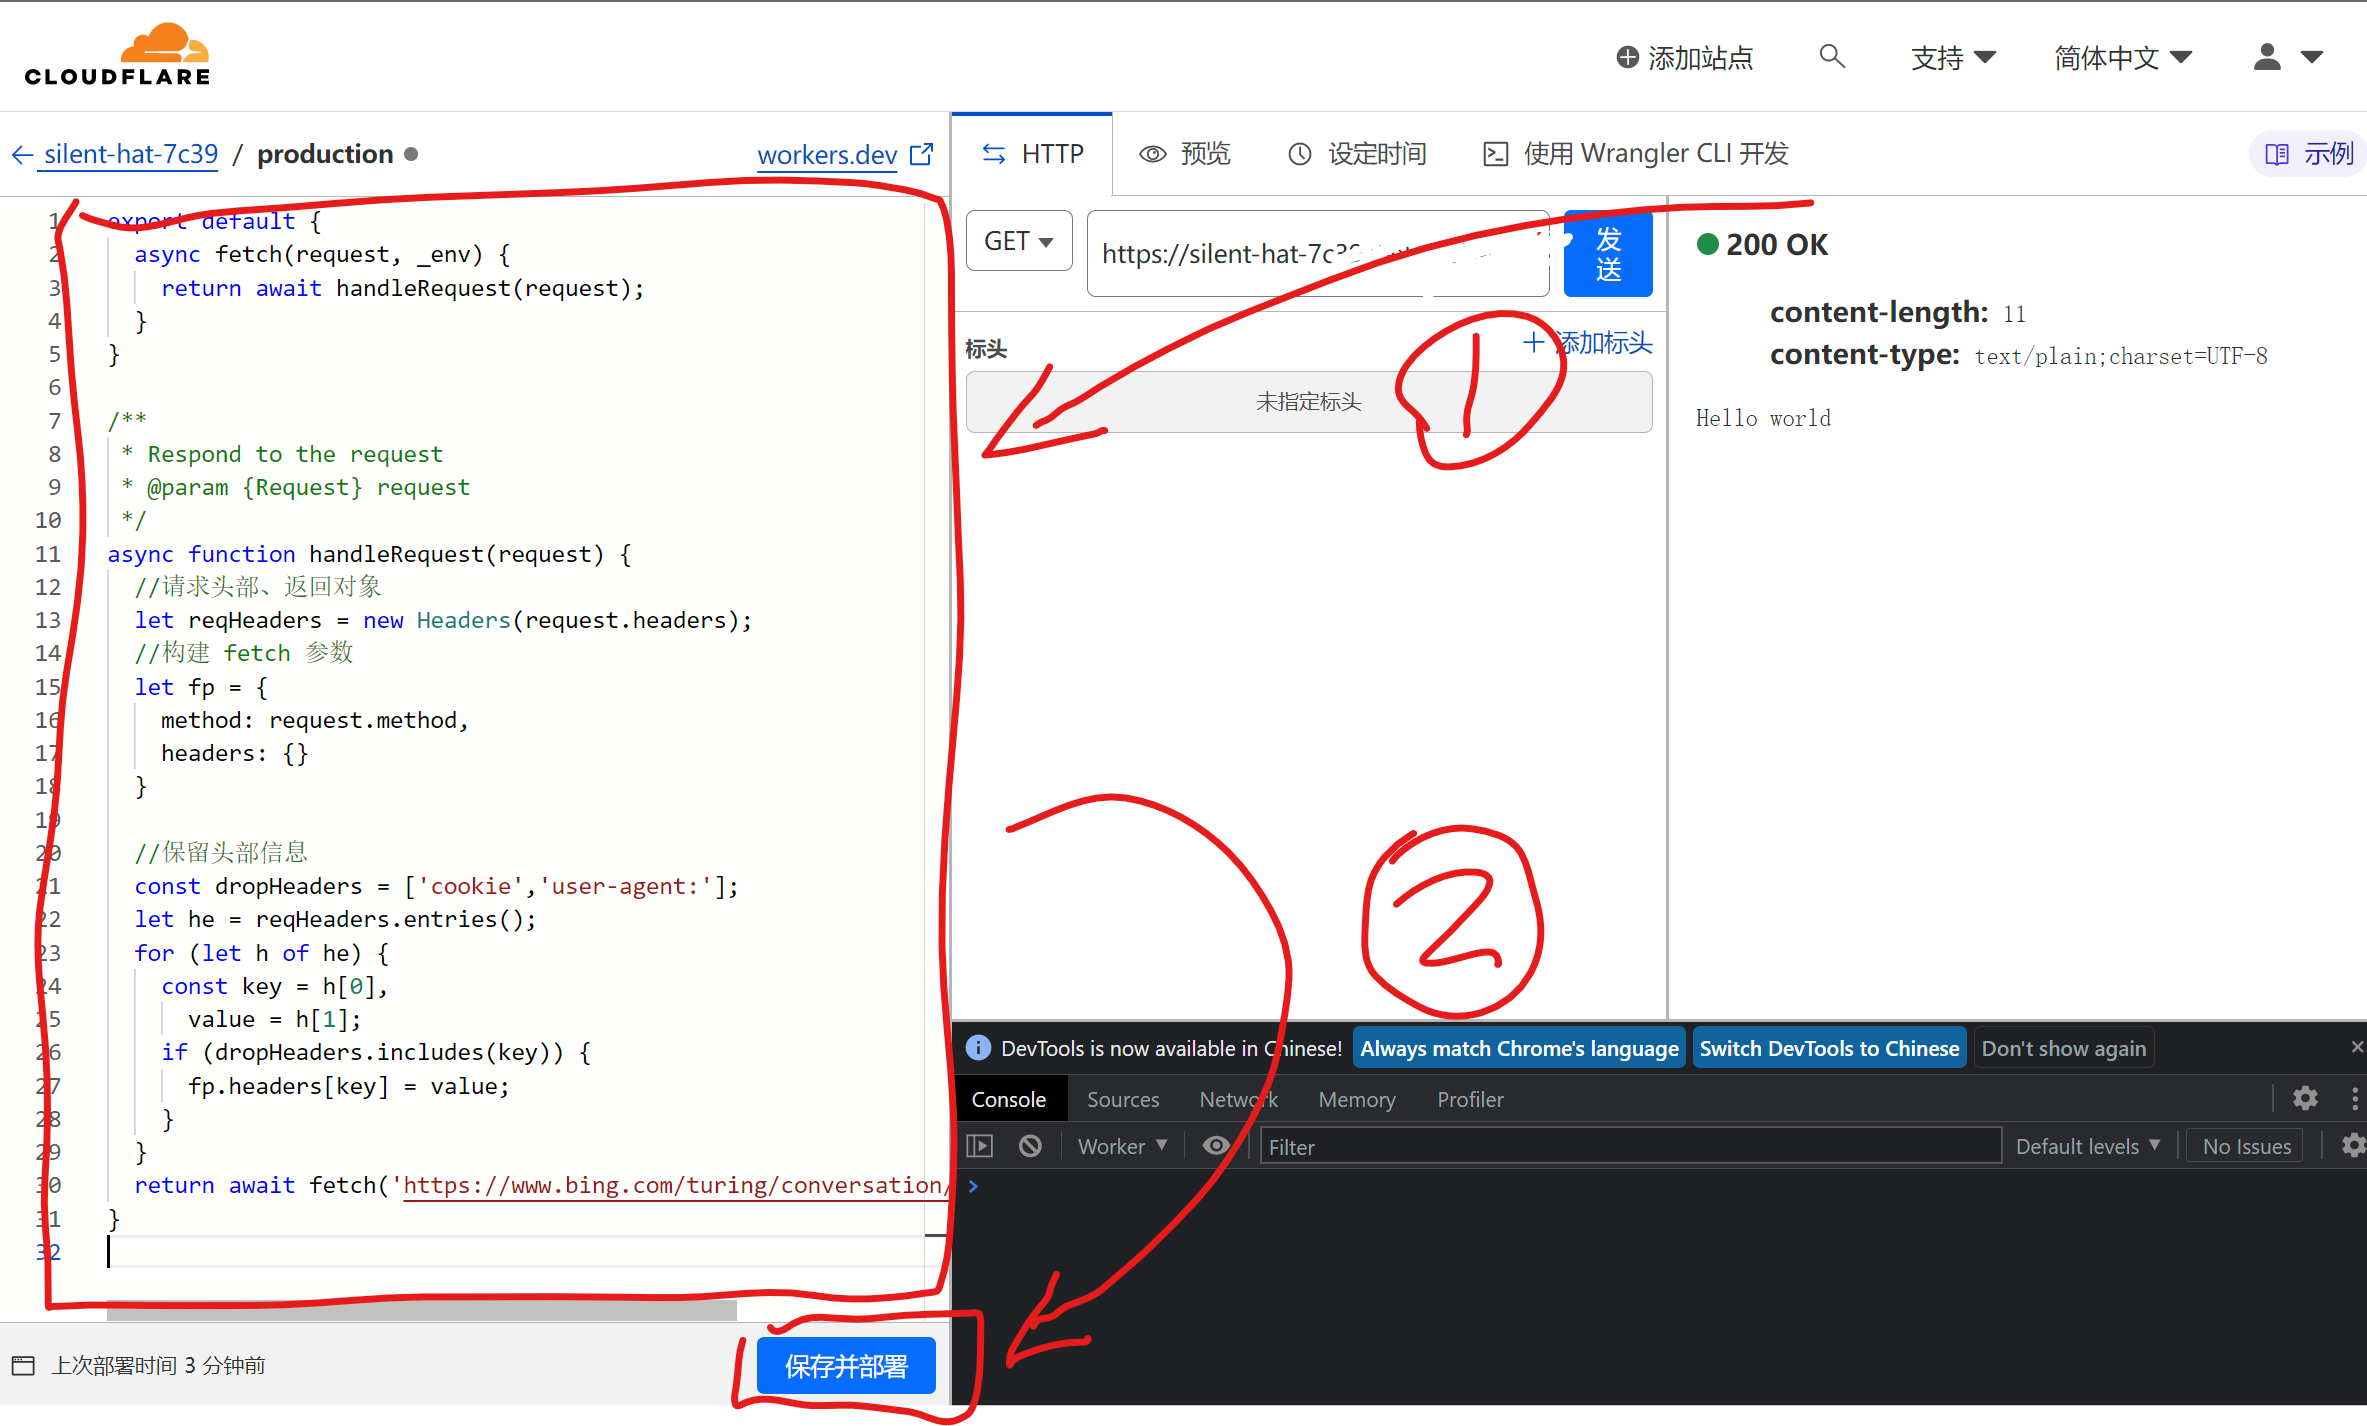 CLOUDFLARE
添加站点
支持
简体中文
silent-hat-7c39 / production
workers.dev
HTTP
预览
设定时间
使用 Wrangler CLI 开发
示例
1 export default {
2 async fetch(request, _env) {
3 return await handleRequest(request);
4 }
5 }
6
7 /**
8 * Respond to the request
9 * @param {Request} request
10 */
11 async function handleRequest(request) {
12 //请求头部、返回对象
13 let reqHeaders = new Headers(request.headers);
14 //构建 fetch 参数
15 let fp = {
16 method: request.method,
17 headers: {}
18 }
19
20 //保留头部信息
21 const dropHeaders = ['cookie','user-agent:'];
22 let he = reqHeaders.entries();
23 for (let h of he) {
24 const key = h[0],
25 value = h[1];
26 if (dropHeaders.includes(key)) {
27 fp.headers[key] = value;
28 }
29 }
30 return await fetch('https://www.bing.com/turing/conversation/
31 }
32
上次部署时间 3 分钟前
保存并部署
GET
https://silent-hat-7c39
发
送
标头
添加标头
未指定标头
1
2
200 OK
content-length: 11
content-type: text/plain;charset=UTF-8
Hello world
DevTools is now available in Chinese!
Always match Chrome's language
Switch DevTools to Chinese
Don't show again
Console
Sources
Network
Memory
Profiler
Worker
Filter
Default levels
No Issues